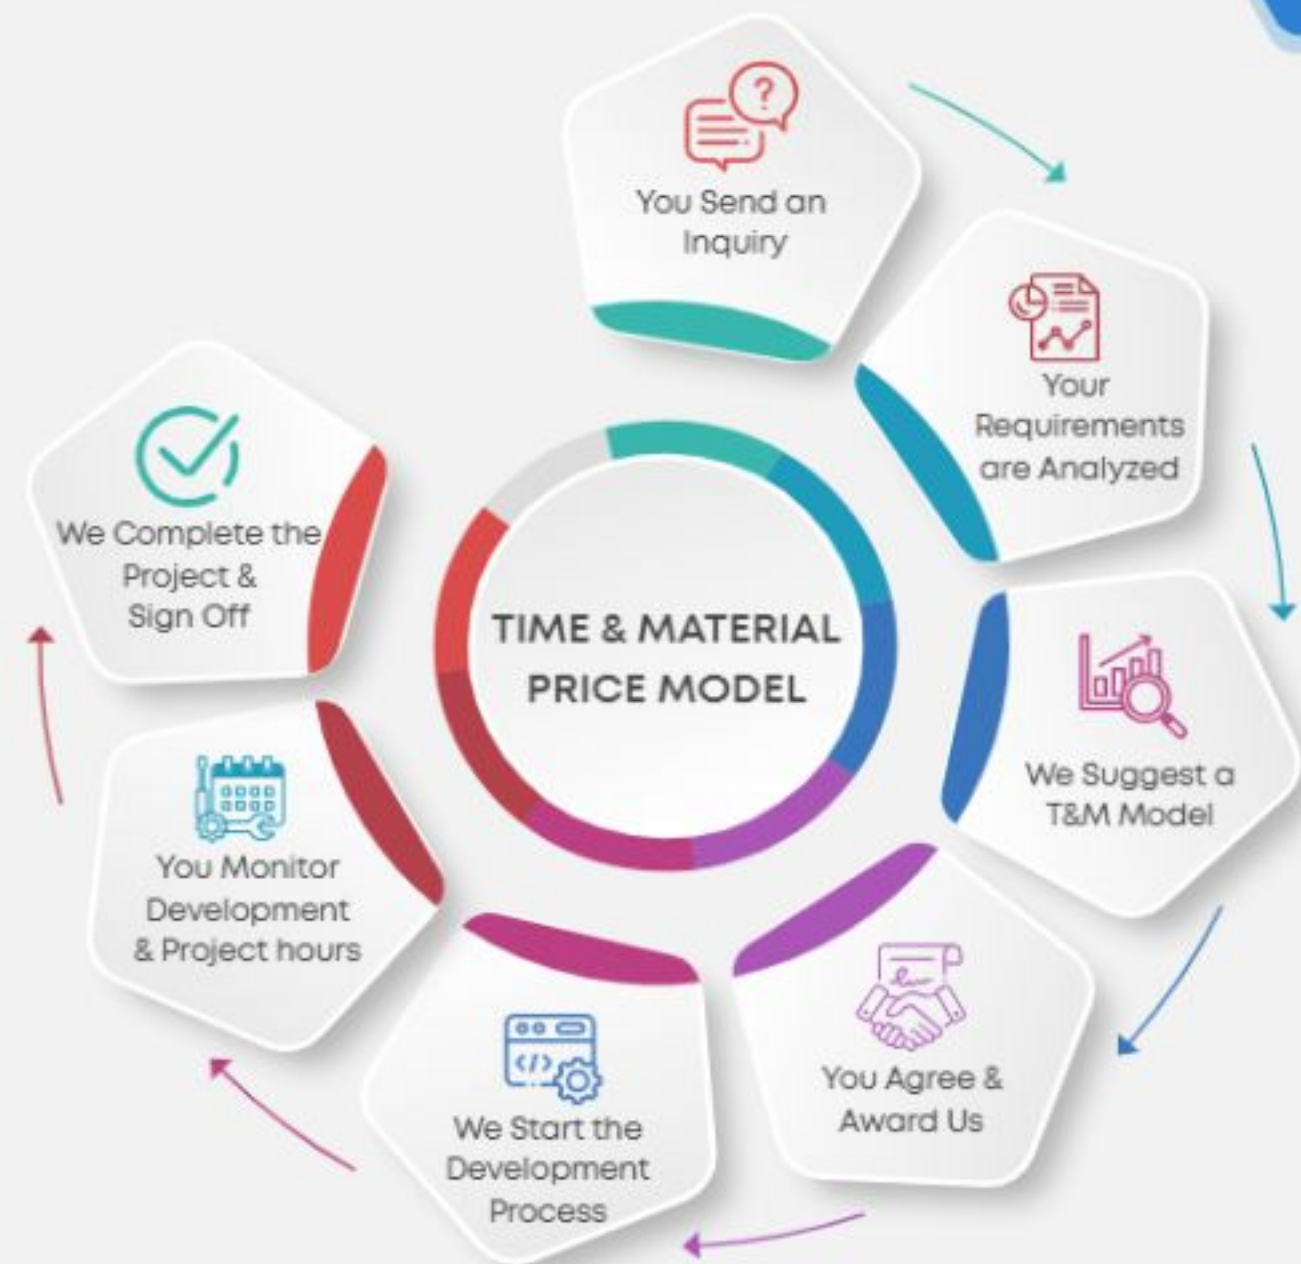 You Send an
Inquiry
Your
Requirements
are Analyzed
We Suggest a
T&M Model
You Agree &
Award Us
We Start the
Development
Process
You Monitor
Development
& Project hours
We Complete the
Project &
Sign Off
TIME & MATERIAL
PRICE MODEL